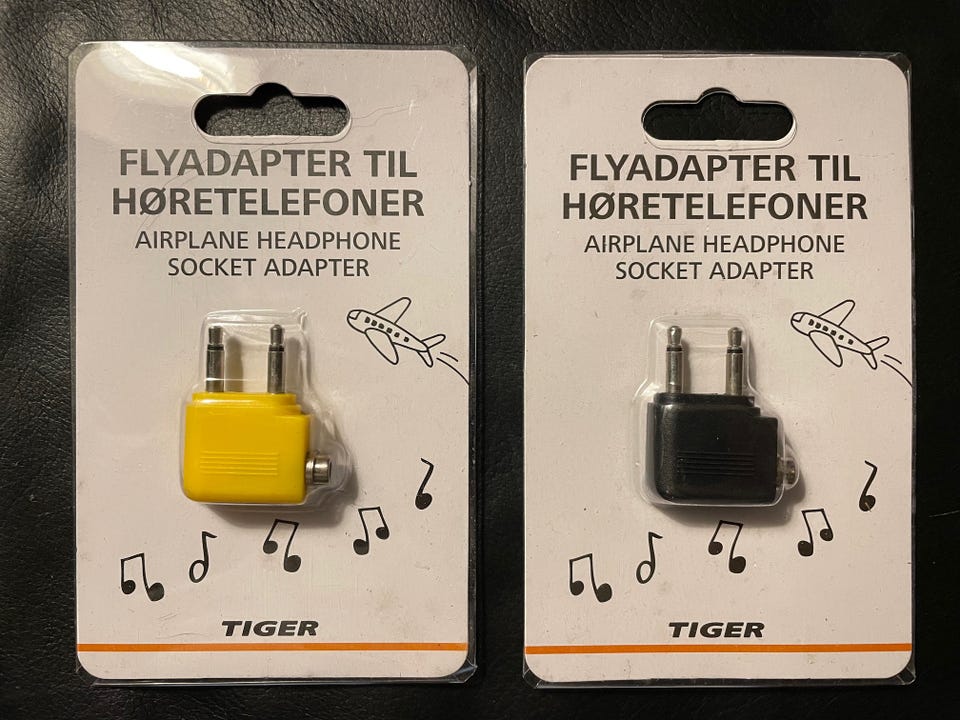 FLYADAPTER TIL
HØRETELEFONER
AIRPLANE HEADPHONE
SOCKET ADAPTER
TIGER
FLYADAPTER TIL
HØRETELEFONER
AIRPLANE HEADPHONE
SOCKET ADAPTER
TIGER